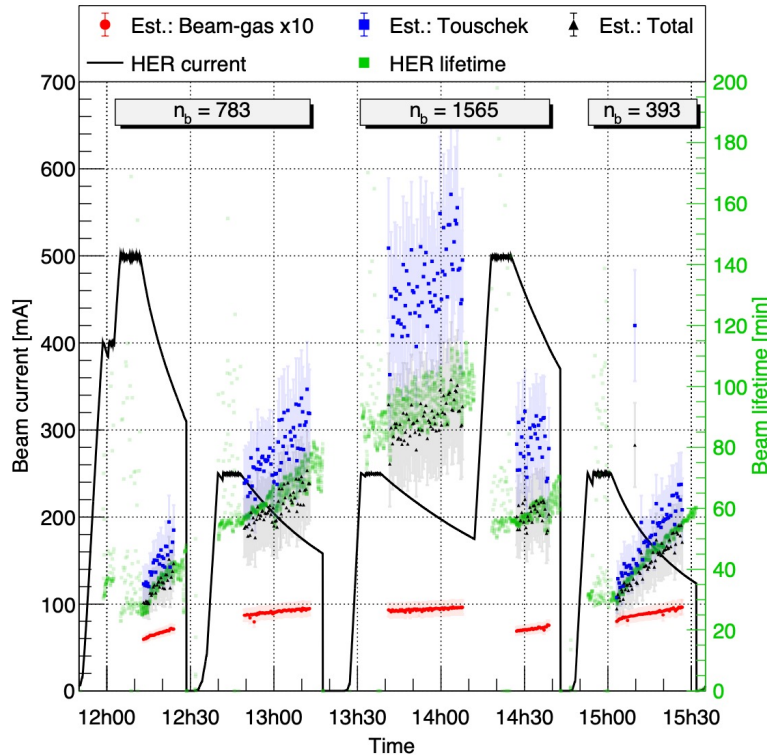 Est.: Beam-gas x10 Est.: Touschek Est.: Total
HER current HER lifetime
n_b = 783 n_b = 1565 n_b = 393
700
600
500
400
300
200
100
0
Beam current [mA]
200
180
160
140
120
100
80
60
40
20
0
Beam lifetime [min]
12h00 12h30 13h00 13h30 14h00 14h30 15h00 15h30
Time